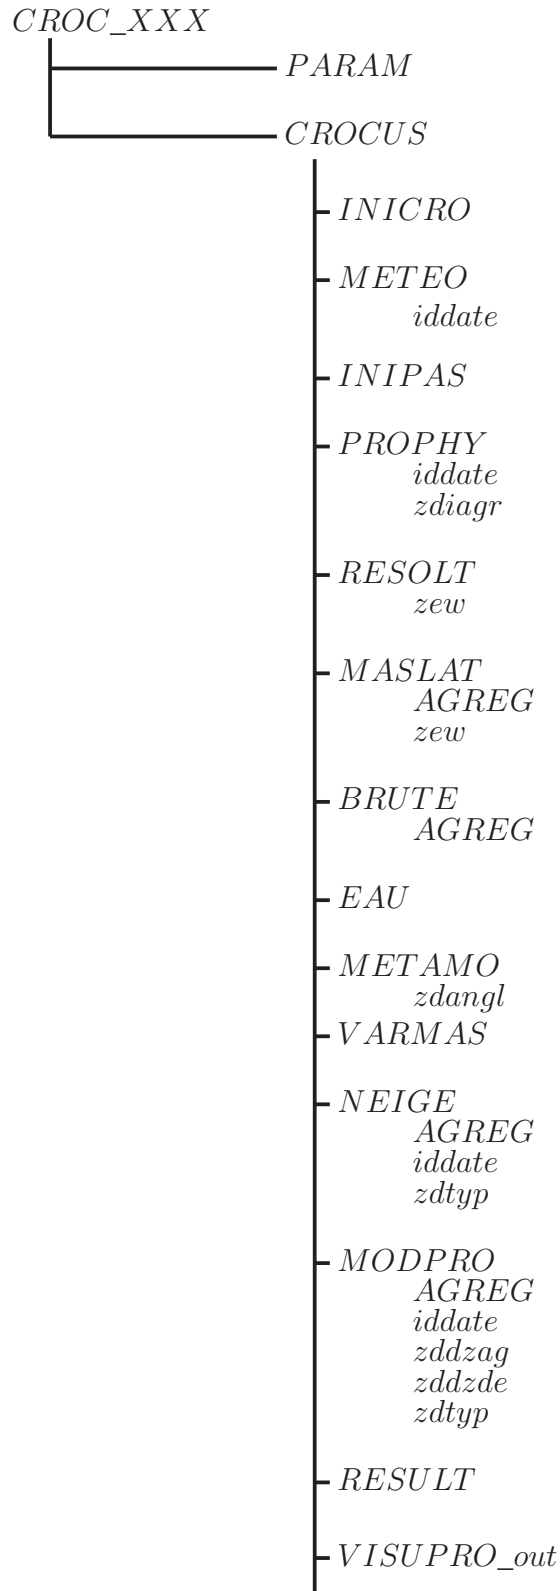 CROC_XXX
PARAM
CROCUS
INICRO
METEO
iddate
INIPAS
PROPHY
iddate
zdiagr
RESOLT
zew
MASLAT
AGREG
zew
BRUTE
AGREG
EAU
METAMO
zdangl
VARMAS
NEIGE
AGREG
iddate
zdtyp
MODPRO
AGREG
iddate
zddzag
zddzde
zdtyp
RESULT
VISUPRO_out